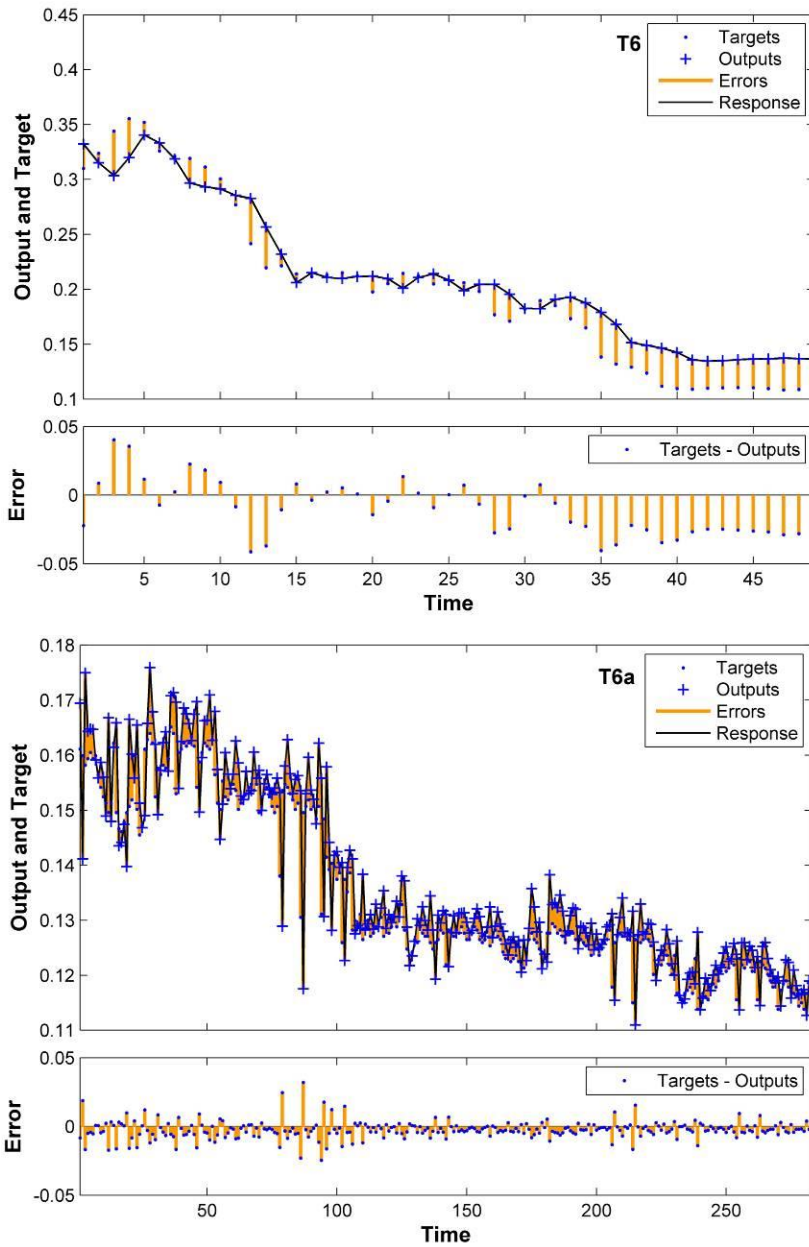 0.45
T6
Targets
Outputs
Errors
Response
0.4
0.35
0.3
0.25
0.2
0.15
0.1
Output and Target
0.05
Targets - Outputs
0
-0.05
Error
5 10 15 20 25 30 35 40 45
Time
0.18
T6a
Targets
Outputs
Errors
Response
0.17
0.16
0.15
0.14
0.13
0.12
0.11
Output and Target
0.05
Targets - Outputs
0
-0.05
Error
50 100 150 200 250
Time